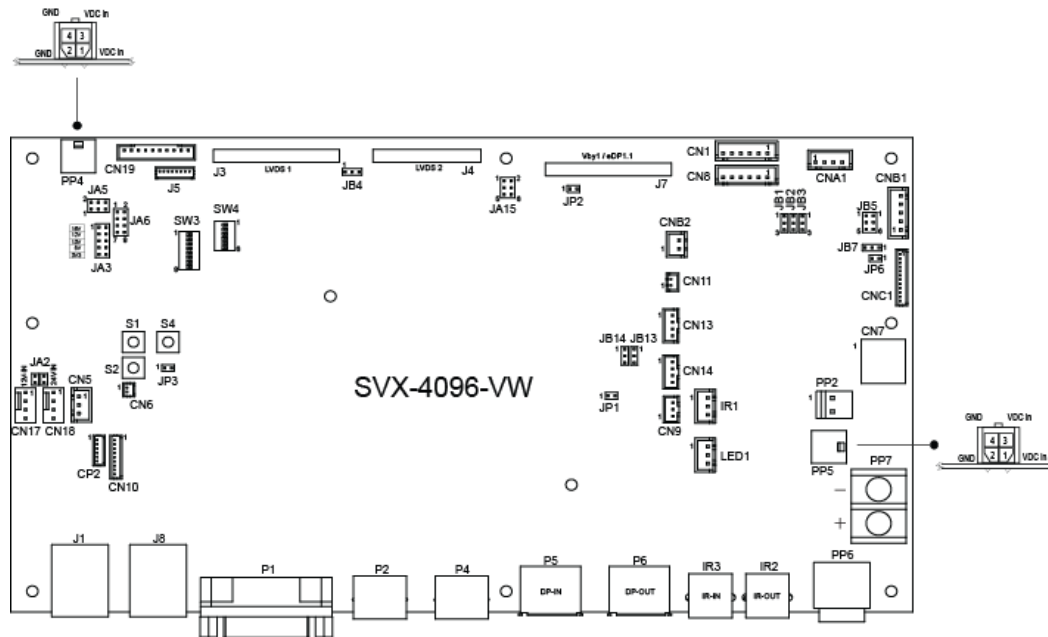 GND VDC In
4 3
GND 2 1 VDC In
PP4
CN19
J5
J3
LVDS 1
JB4
LVDS 2
J4
JA15
Vby1 / eDP1.1
JP2
J7
CN1
CN8
CNA1
CNB1
JA5
JA6
JA3
SW3
SW4
JB1
JB2
JB3
JB5
JB7
JP6
CNC1
CNB2
CN11
CN13
JB14 JB13
CN14
JP1
CN9
IR1
LED1
CN7
PP2
PP5
PP7
GND VDC In
4 3
GND 2 1 VDC In
− 
+
S1
S4
S2
JP3
JA2
12V-IN
24V-IN
CN5
CN6
CN17
CN18
CP2
CN10
SVX-4096-VW
J1
J8
P1
P2
P4
P5
DP-IN
P6
DP-OUT
IR3
IR-IN
IR2
IR-OUT
PP6